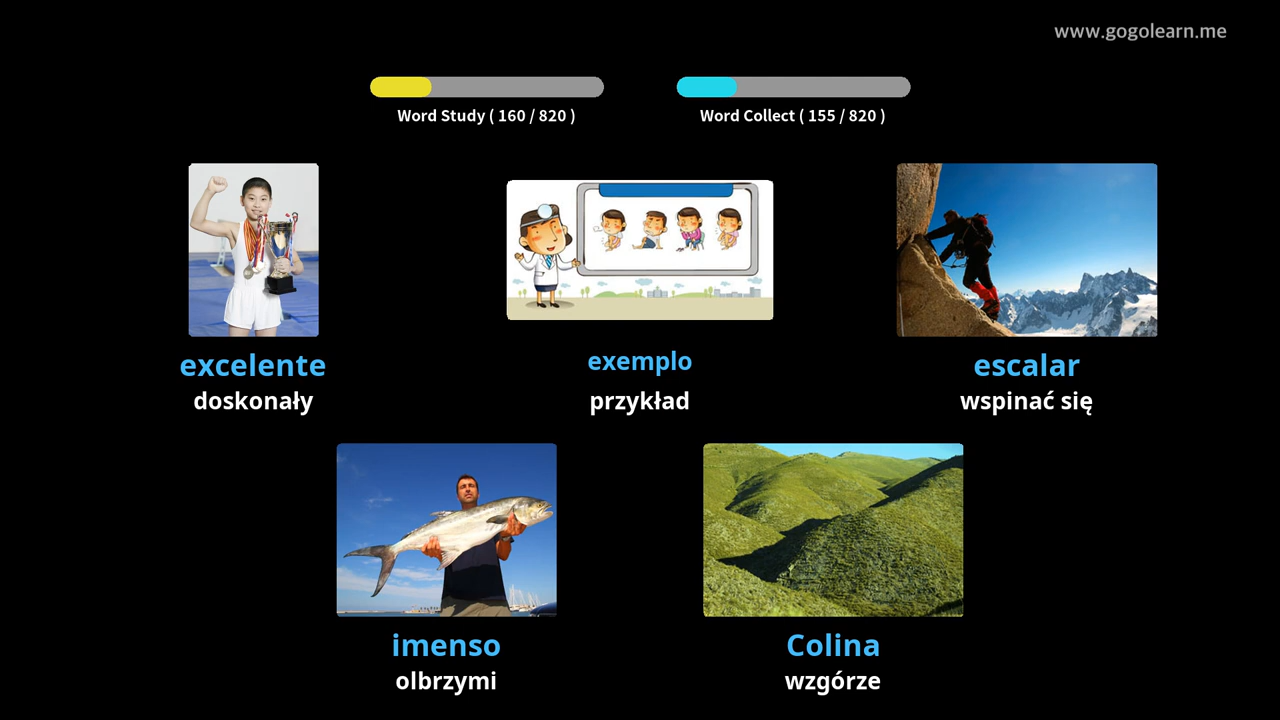 www.gogolearn.me
Word Study ( 160 / 820 )
Word Collect ( 155 / 820 )
excelente
doskonały
exemplo
przykład
escalar
wspinać się
imenso
olbrzymi
Colina
wzgórze